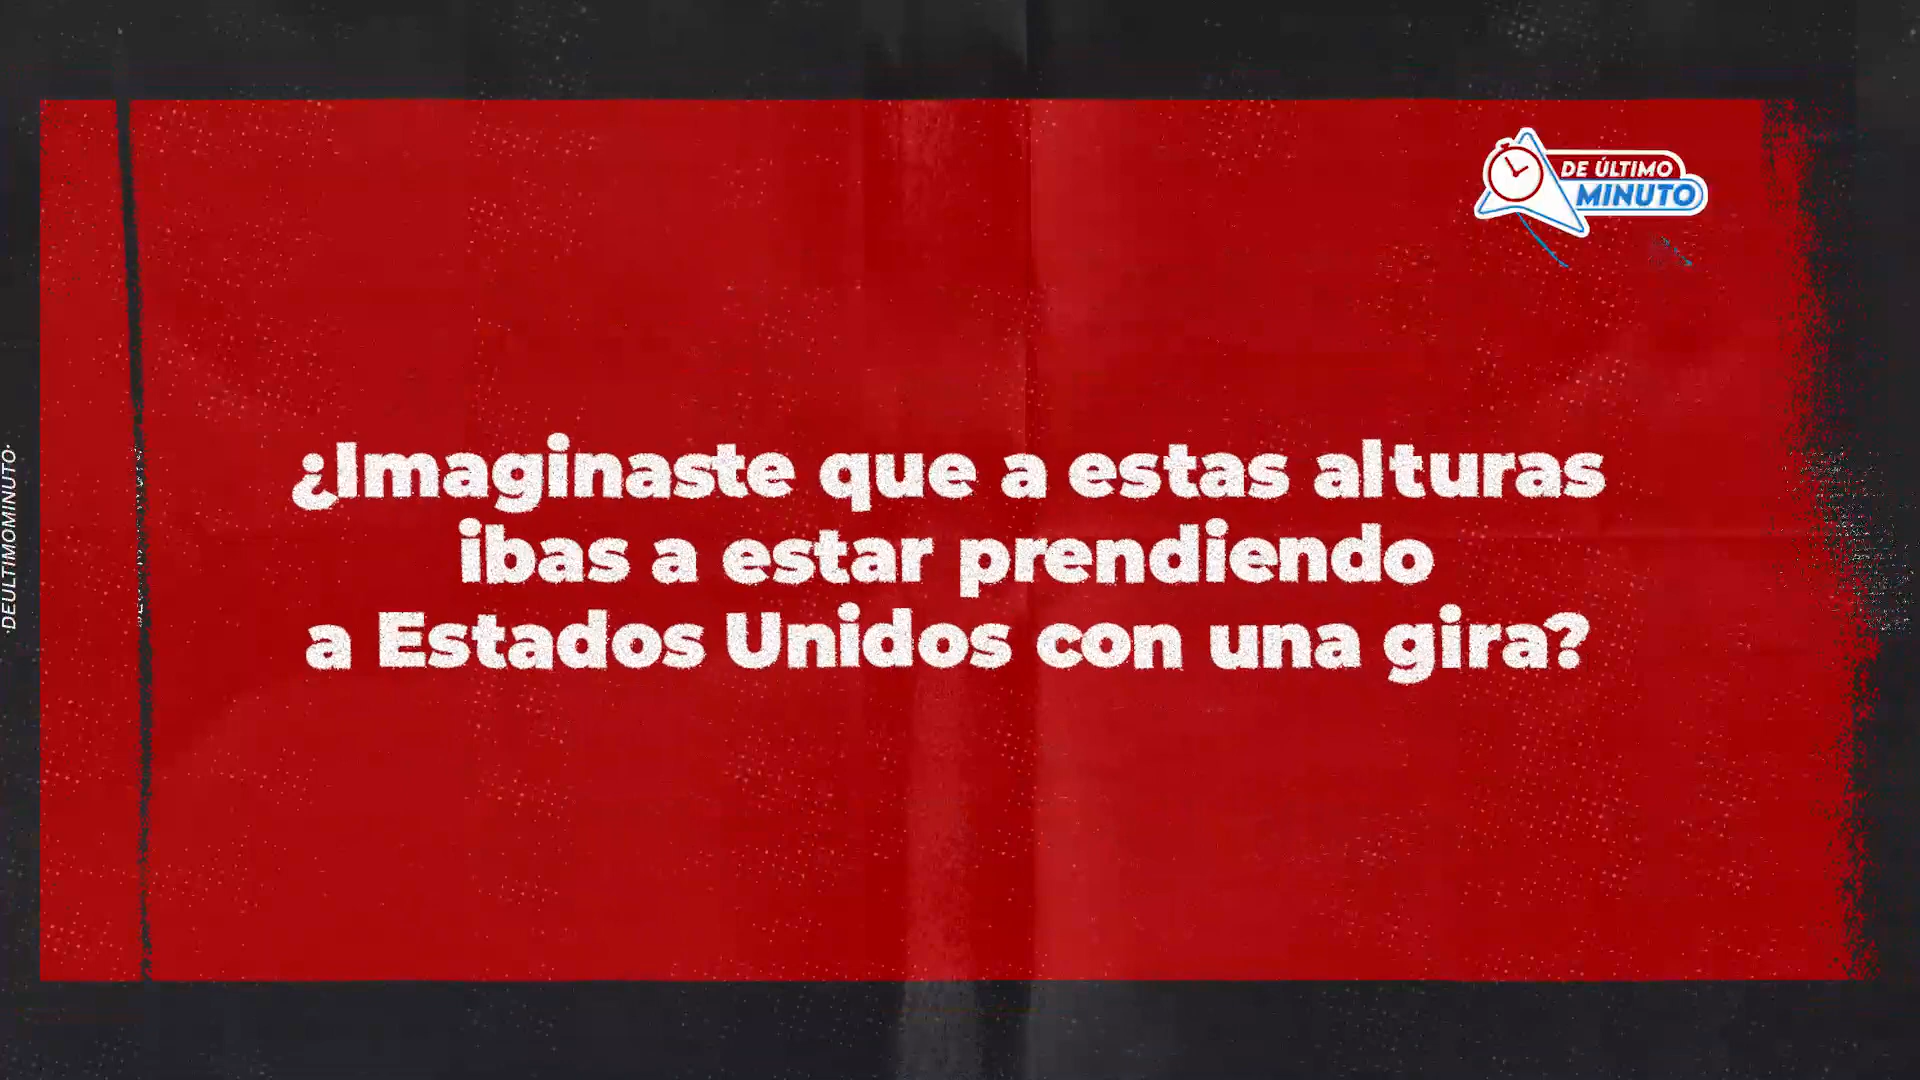 DE ÚLTIMO
MINUTO
¿Imaginaste que a estas alturas
ibas a estar prendiendo
a Estados Unidos con una gira?
·DEULTIMOMINUTO·